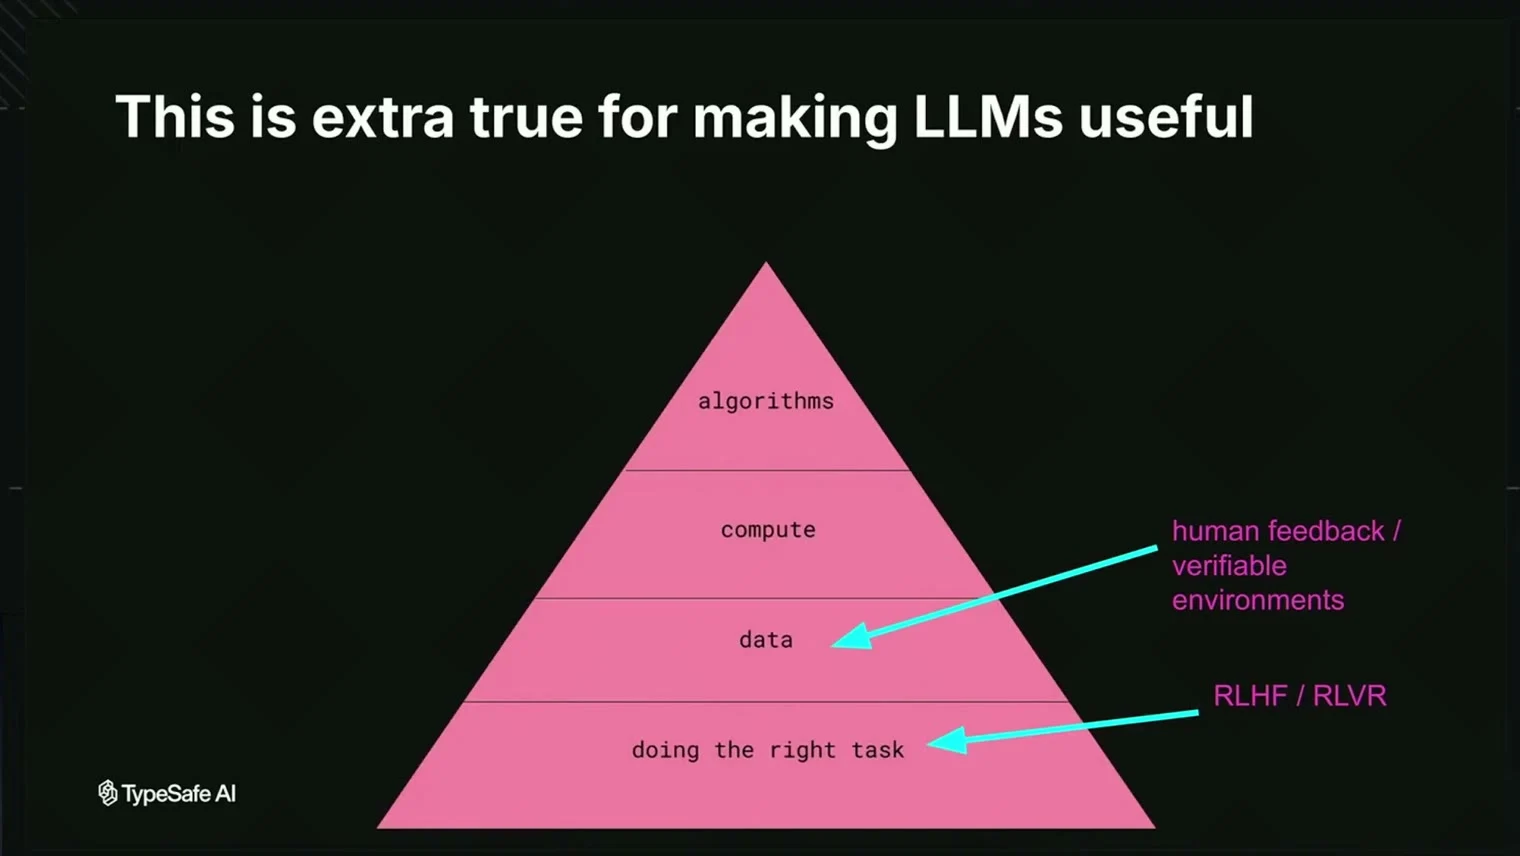 This is extra true for making LLMs useful
algorithms
compute
human feedback /
verifiable
environments
data
RLHF / RLVR
doing the right task
TypeSafe AI